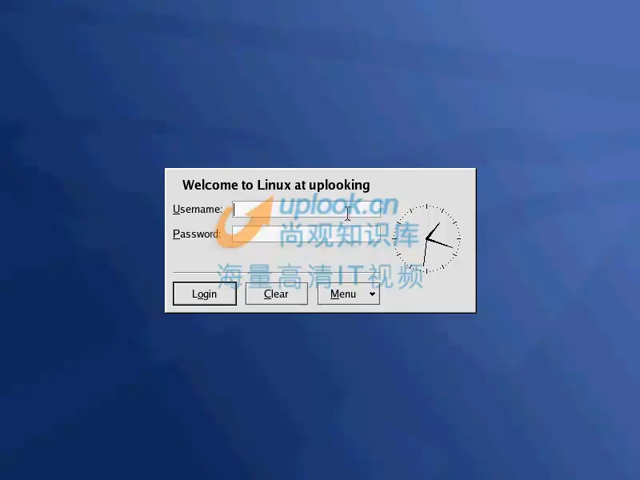 Welcome to Linux at uplooking
Username:
uplook.cn
Password:
尚观知识库
海量高清IT视频
Login
Clear
Menu